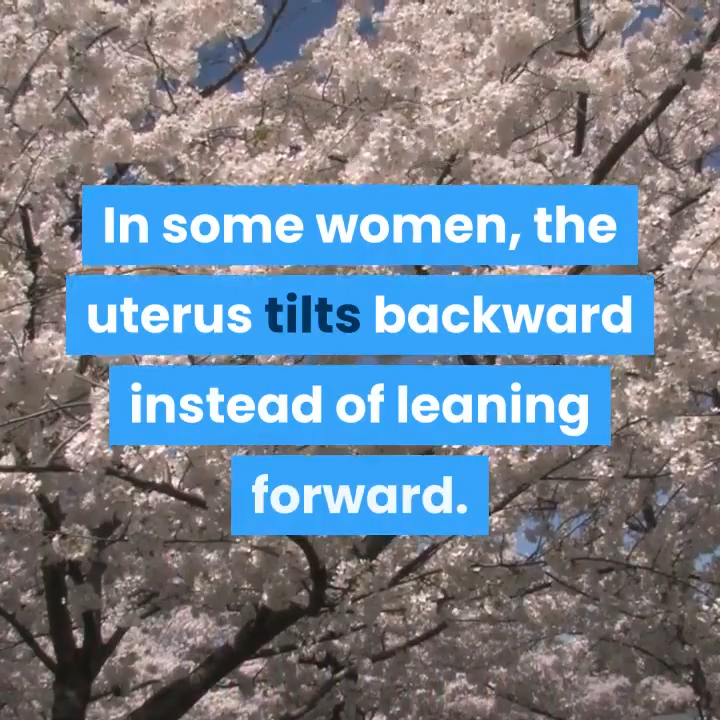 In some women, the
uterus tilts backward
instead of leaning
forward.